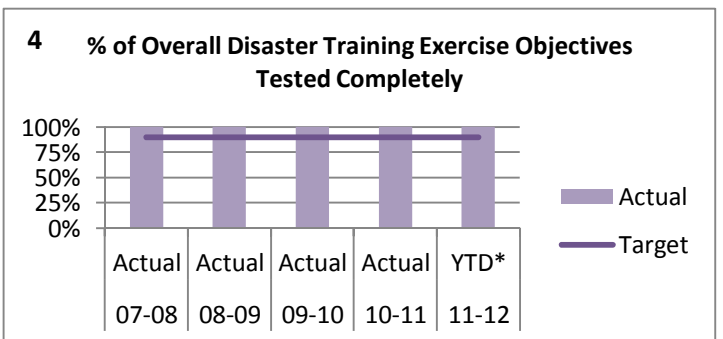 4 % of Overall Disaster Training Exercise Objectives
Tested Completely
100%
75%
50%
25%
0%
Actual Actual Actual Actual YTD*
07-08 08-09 09-10 10-11 11-12
Actual
Target